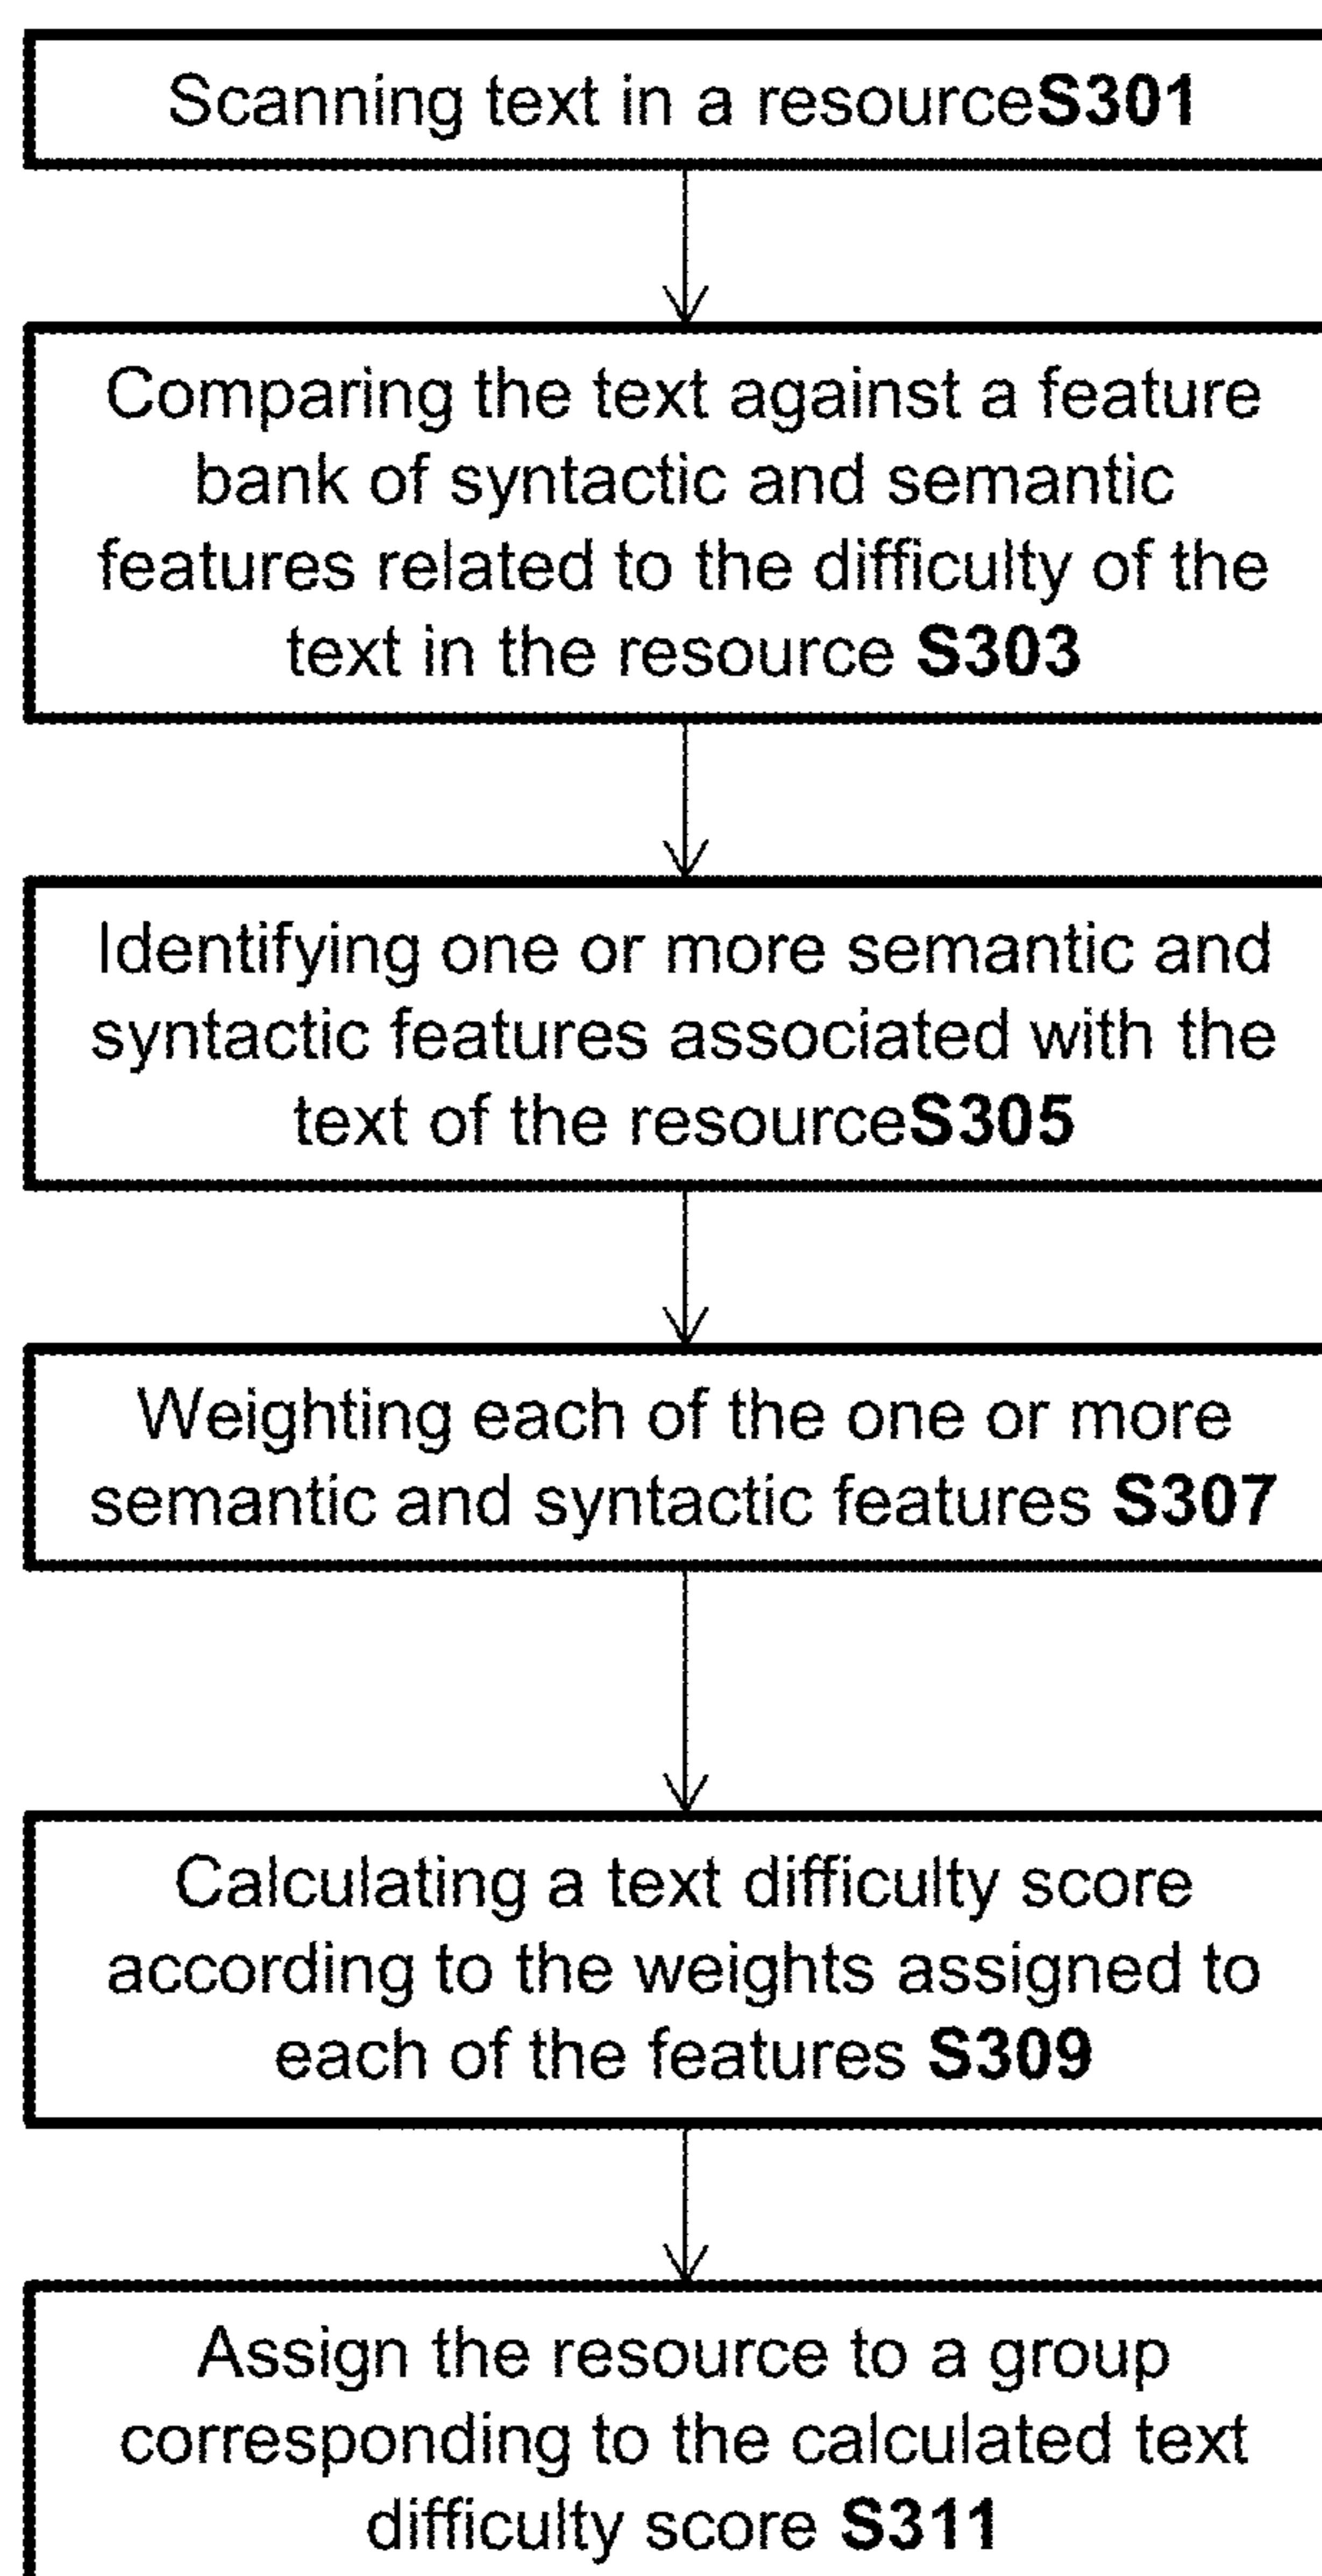 Scanning text in a resourceS301
Comparing the text against a feature
bank of syntactic and semantic
features related to the difficulty of the
text in the resource S303
Identifying one or more semantic and
syntactic features associated with the
text of the resourceS305
Weighting each of the one or more
semantic and syntactic features S307
Calculating a text difficulty score
according to the weights assigned to
each of the features S309
Assign the resource to a group
corresponding to the calculated text
difficulty score S311